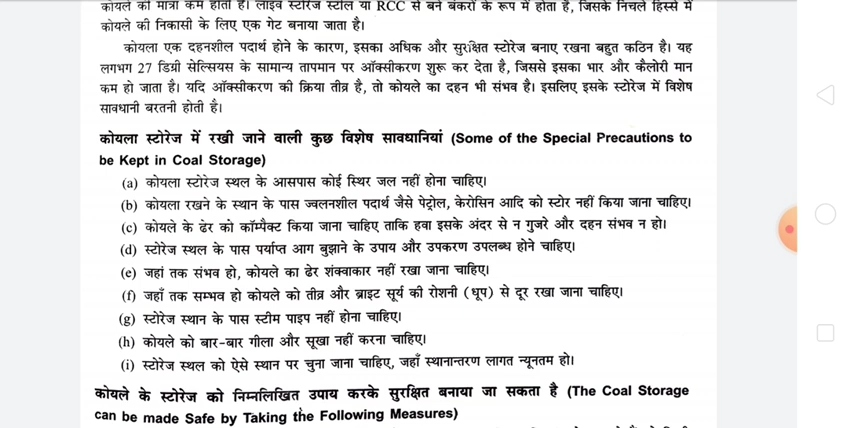 कोयले की मात्रा कम होती है। लाइव स्टोरेज स्टील या RCC से बने बंकरों के रूप में होता है, जिसके निचले हिस्से में
कोयले की निकासी के लिए एक गेट बनाया जाता है।
कोयला एक दहनशील पदार्थ होने के कारण, इसका अधिक और सुरक्षित स्टोरेज बनाए रखना बहुत कठिन है। यह
लगभग 27 डिग्री सेल्सियस के सामान्य तापमान पर ऑक्सीकरण शुरू कर देता है, जिससे इसका भार और कैलोरी मान
कम हो जाता है। यदि ऑक्सीकरण की क्रिया तीव्र है, तो कोयले का दहन भी संभव है। इसलिए इसके स्टोरेज में विशेष
सावधानी बरतनी होती है।
कोयला स्टोरेज में रखी जाने वाली कुछ विशेष सावधानियां (Some of the Special Precautions to
be Kept in Coal Storage)
(a) कोयला स्टोरेज स्थल के आसपास कोई स्थिर जल नहीं होना चाहिए।
(b) कोयला रखने के स्थान के पास ज्वलनशील पदार्थ जैसे पेट्रोल, केरोसिन आदि को स्टोर नहीं किया जाना चाहिए।
(c) कोयले के ढेर को कॉम्पैक्ट किया जाना चाहिए ताकि हवा इसके अंदर से न गुजरे और दहन संभव न हो।
(d) स्टोरेज स्थल के पास पर्याप्त आग बुझाने के उपाय और उपकरण उपलब्ध होने चाहिए।
(e) जहां तक संभव हो, कोयले का ढेर शंक्वाकार नहीं रखा जाना चाहिए।
(f) जहाँ तक सम्भव हो कोयले को तीव्र और ब्राइट सूर्य की रोशनी (धूप) से दूर रखा जाना चाहिए।
(g) स्टोरेज स्थान के पास स्टीम पाइप नहीं होना चाहिए।
(h) कोयले को बार-बार गीला और सूखा नहीं करना चाहिए।
(i) स्टोरेज स्थल को ऐसे स्थान पर चुना जाना चाहिए, जहाँ स्थानान्तरण लागत न्यूनतम हो।
कोयले के स्टोरेज को निम्नलिखित उपाय करके सुरक्षित बनाया जा सकता है (The Coal Storage
can be made Safe by Taking the Following Measures)